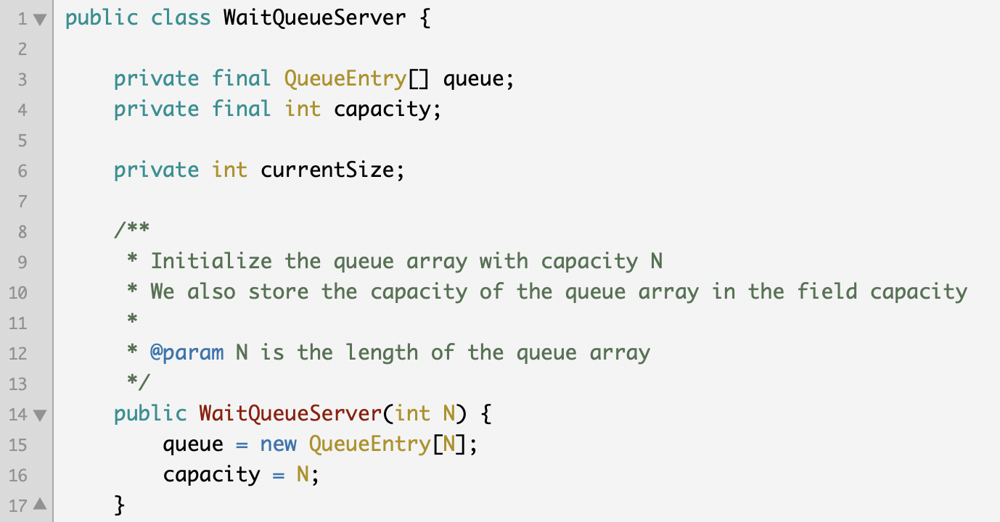 1 public class WaitQueueServer {
2
3     private final QueueEntry[] queue;
4     private final int capacity;
5
6     private int currentSize;
7
8     /**
9      * Initialize the queue array with capacity N
10      * We also store the capacity of the queue array in the field capacity
11      *
12      * @param N is the length of the queue array
13      */
14     public WaitQueueServer(int N) {
15         queue = new QueueEntry[N];
16         capacity = N;
17     }